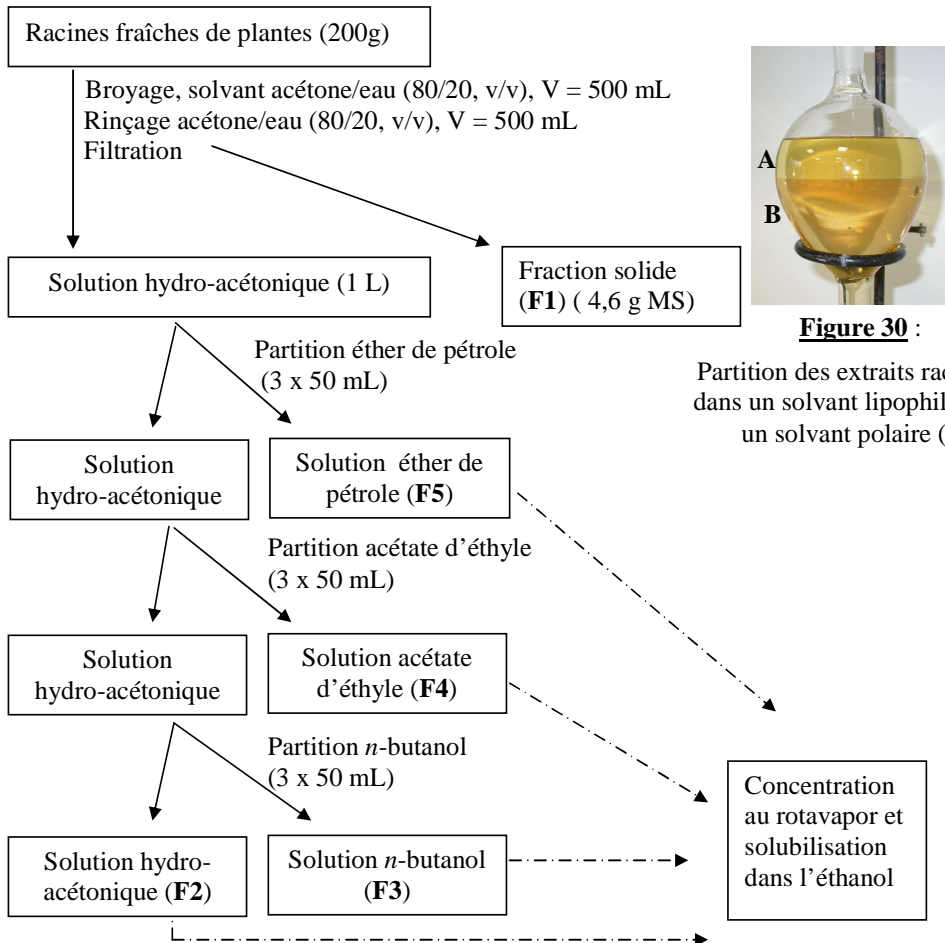 Racines fraîches de plantes (200g)
Broyage, solvant acétone/eau (80/20, v/v), V = 500 mL
Rinçage acétone/eau (80/20, v/v), V = 500 mL
Filtration
A
B
Solution hydro-acétonique (1 L)
Fraction solide
(F1) ( 4,6 g MS)
Figure 30 :
Partition des extraits
dans un solvant
un solvant polaire (
Partition éther de pétrole
(3 x 50 mL)
Solution
hydro-acétonique
Solution éther de
pétrole (F5)
Partition acétate d’éthyle
(3 x 50 mL)
Solution
hydro-acétonique
Solution acétate
d’éthyle (F4)
Partition n-butanol
(3 x 50 mL)
Solution hydro-
acétonique (F2)
Solution n-butanol
(F3)
Concentration
au rotavapor et
solubilisation
dans l’éthanol